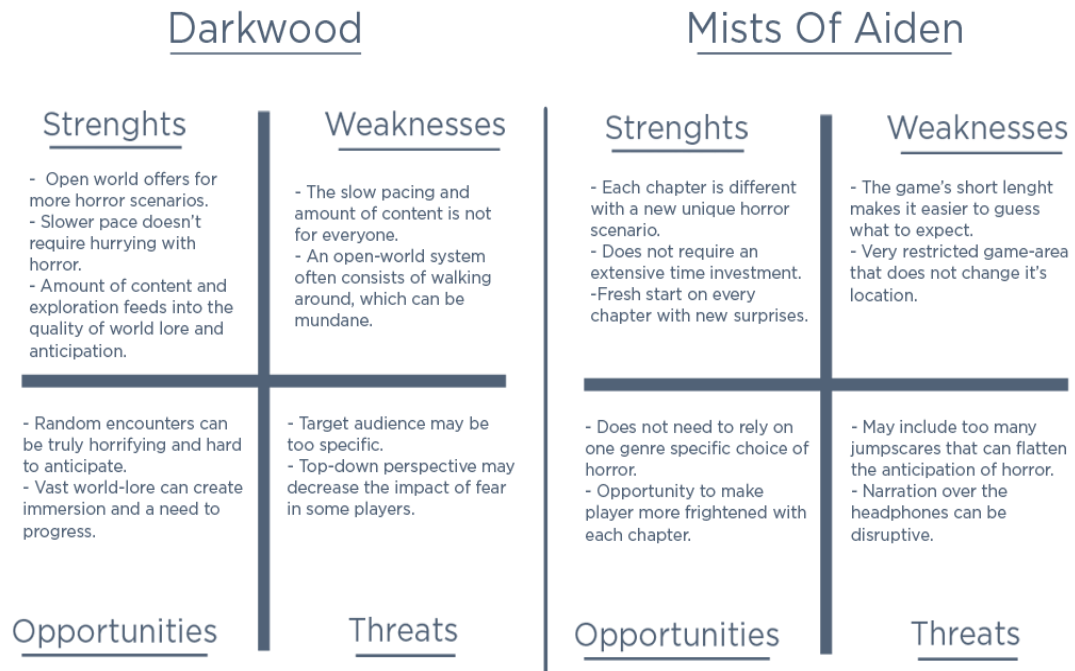 Darkwood
Strenghts
-  Open world offers for
more horror scenarios.
- Slower pace doesn't
require hurrying with
horror.
- Amount of content and
exploration feeds into the
quality of world lore and
anticipation.
Weaknesses
- The slow pacing and
amount of content is not
for everyone.
- An open-world system
often consists of walking
around, which can be
mundane.
- Random encounters can
be truly horrifying and hard
to anticipate.
- Vast world-lore can create
immersion and a need to
progress.
Opportunities
- Target audience may be
too specific.
- Top-down perspective may
decrease the impact of fear
in some players.
Threats
Mists Of Aiden
Strenghts
- Each chapter is different
with a new unique horror
scenario.
- Does not require an
extensive time investment.
-Fresh start on every
chapter with new surprises.
Weaknesses
- The game's short lenght
makes it easier to guess
what to expect.
- Very restricted game-area
that does not change it's
location.
- Does not need to rely on
one genre specific choice of
horror.
- Opportunity to make
player more frightened with
each chapter.
Opportunities
- May include too many
jumpscares that can flatten
the anticipation of horror.
- Narration over the
headphones can be
disruptive.
Threats